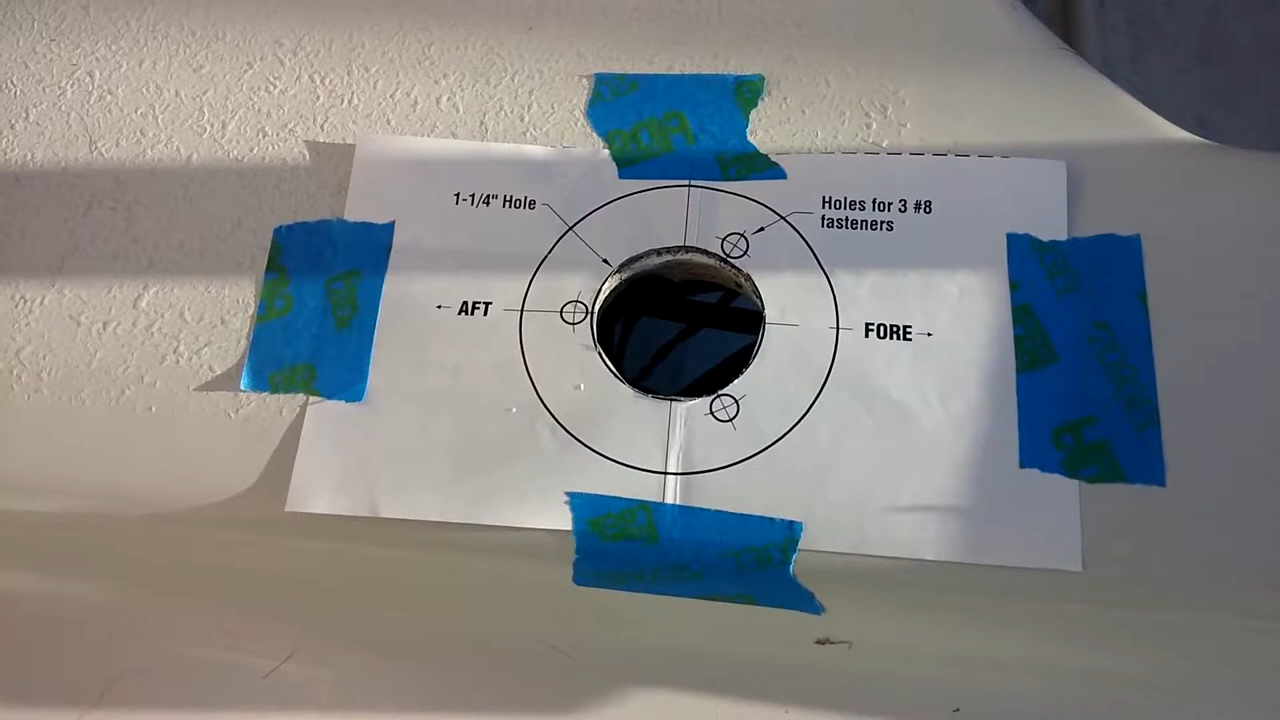 1-1/4" Hole
Holes for 3 #8
fasteners
← AFT
FORE →